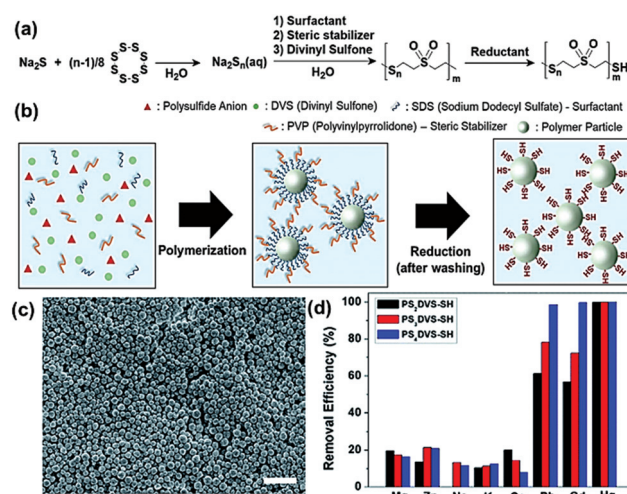 (a)
Na₂S + (n-1)/8
S-S
S S
S S
S-S
H₂O
Na₂Sₙ(aq)
1) Surfactant
2) Steric stabilizer
3) Divinyl Sulfone
H₂O
O O
S
Sₙ
m
Reductant
O O
S
Sₙ
SH
m
(b)
: Polysulfide Anion
: DVS (Divinyl Sulfone)
: SDS (Sodium Dodecyl Sulfate) - Surfactant
: PVP (Polyvinylpyrrolidone) – Steric Stabilizer
: Polymer Particle
Polymerization
Reduction
(after washing)
HS
SH
(c)
(d)
Removal Efficiency (%)
100
80
60
40
20
0
PS₂DVS-SH
PS₃DVS-SH
PS₄DVS-SH